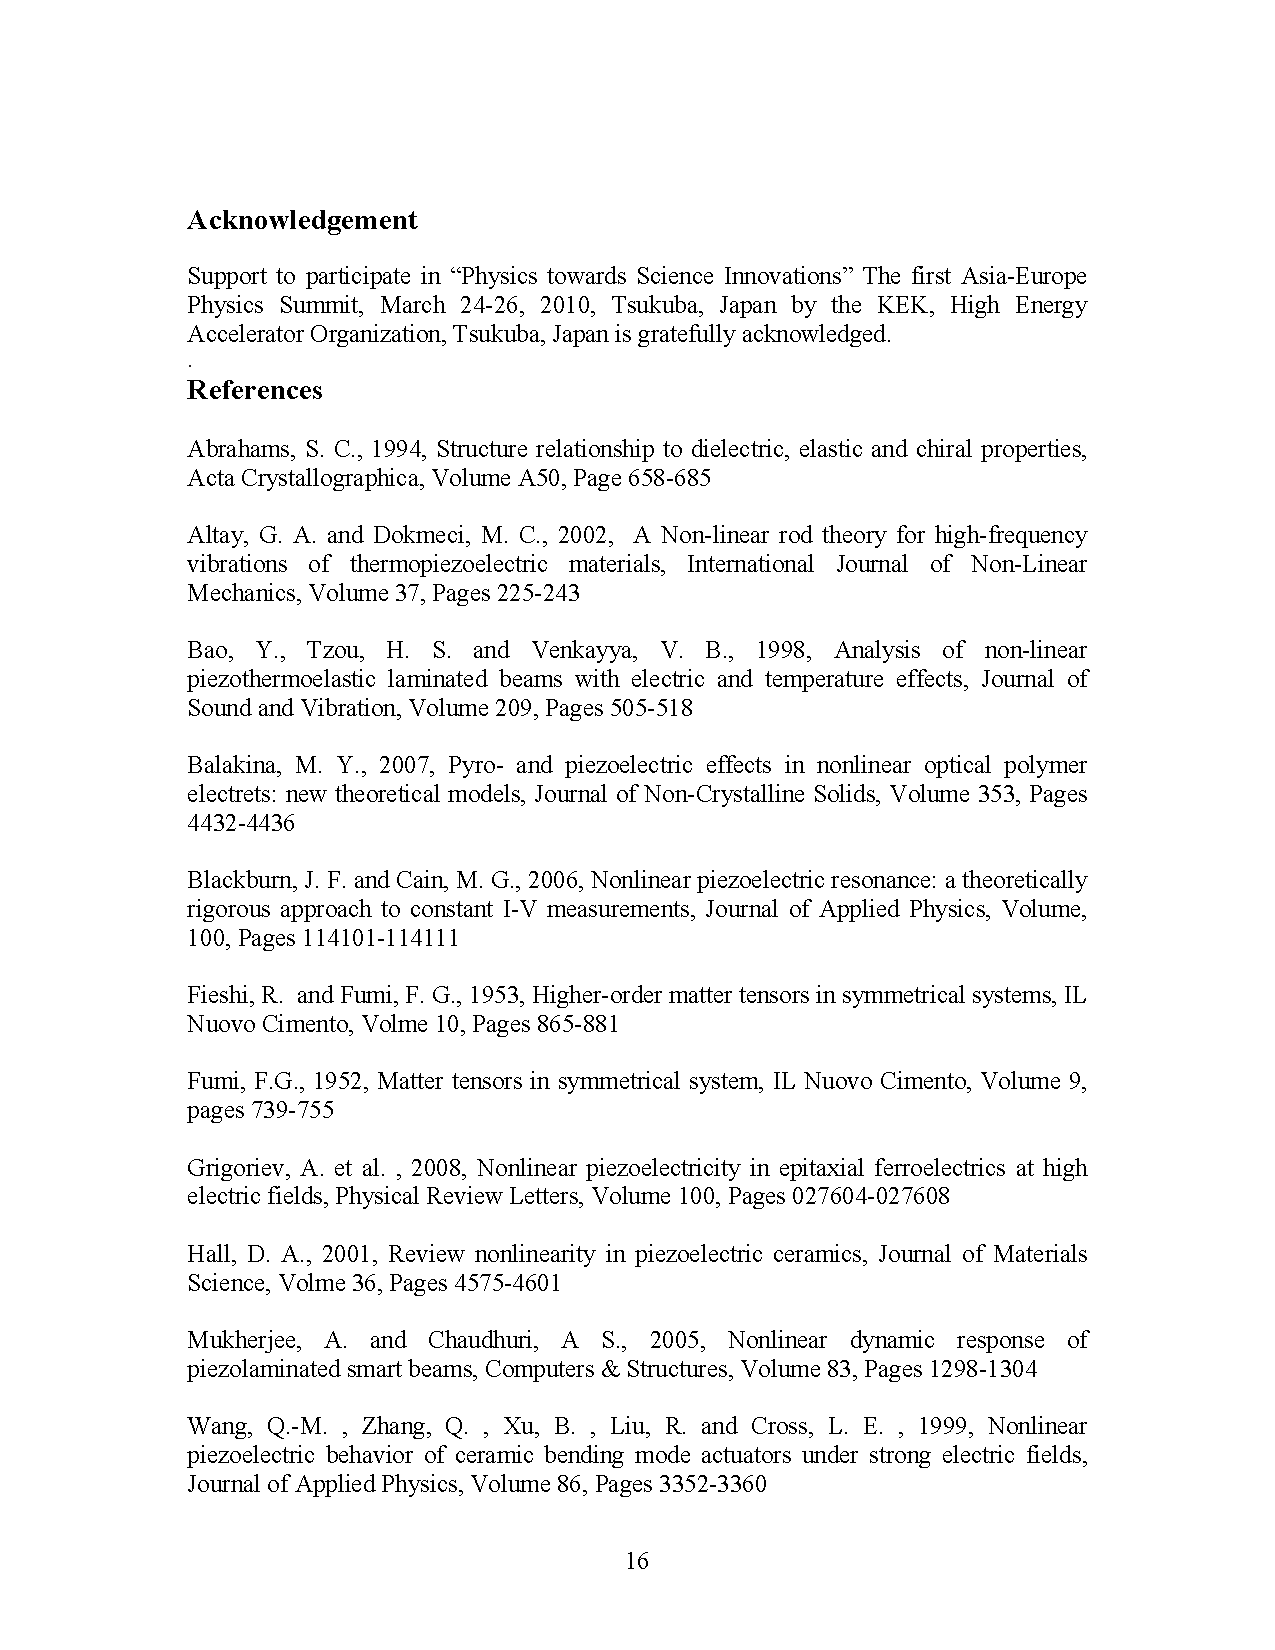 Acknowledgement
Support to participate in “Physics towards Science Innovations” The first Asia-Europe
Physics Summit, March 24-26, 2010, Tsukuba, Japan by the KEK, High Energy
Accelerator Organization, Tsukuba, Japan is gratefully acknowledged.
.
References
Abrahams, S. C., 1994, Structure relationship to dielectric, elastic and chiral properties,
Acta Crystallographica, Volume A50, Page 658-685
Altay, G. A. and Dokmeci, M. C., 2002, A Non-linear rod theory for high-frequency
vibrations of thermopiezoelectric materials, International Journal of Non-Linear
Mechanics, Volume 37, Pages 225-243
Bao, Y., Tzou, H. S. and Venkayya, V. B., 1998, Analysis of non-linear
piezothermoelastic laminated beams with electric and temperature effects, Journal of
Sound and Vibration, Volume 209, Pages 505-518
Balakina, M. Y., 2007, Pyro- and piezoelectric effects in nonlinear optical polymer
electrets: new theoretical models, Journal of Non-Crystalline Solids, Volume 353, Pages
4432-4436
Blackburn, J. F. and Cain, M. G., 2006, Nonlinear piezoelectric resonance: a theoretically
rigorous approach to constant I-V measurements, Journal of Applied Physics, Volume,
100, Pages 114101-114111
Fieshi, R. and Fumi, F. G., 1953, Higher-order matter tensors in symmetrical systems, IL
Nuovo Cimento, Volme 10, Pages 865-881
Fumi, F.G., 1952, Matter tensors in symmetrical system, IL Nuovo Cimento, Volume 9,
pages 739-755
Grigoriev, A. et al. , 2008, Nonlinear piezoelectricity in epitaxial ferroelectrics at high
electric fields, Physical Review Letters, Volume 100, Pages 027604-027608
Hall, D. A., 2001, Review nonlinearity in piezoelectric ceramics, Journal of Materials
Science, Volme 36, Pages 4575-4601
Mukherjee, A. and Chaudhuri, A S., 2005, Nonlinear dynamic response of
piezolaminated smart beams, Computers & Structures, Volume 83, Pages 1298-1304
Wang, Q.-M. , Zhang, Q. , Xu, B. , Liu, R. and Cross, L. E. , 1999, Nonlinear
piezoelectric behavior of ceramic bending mode actuators under strong electric fields,
Journal of Applied Physics, Volume 86, Pages 3352-3360
16